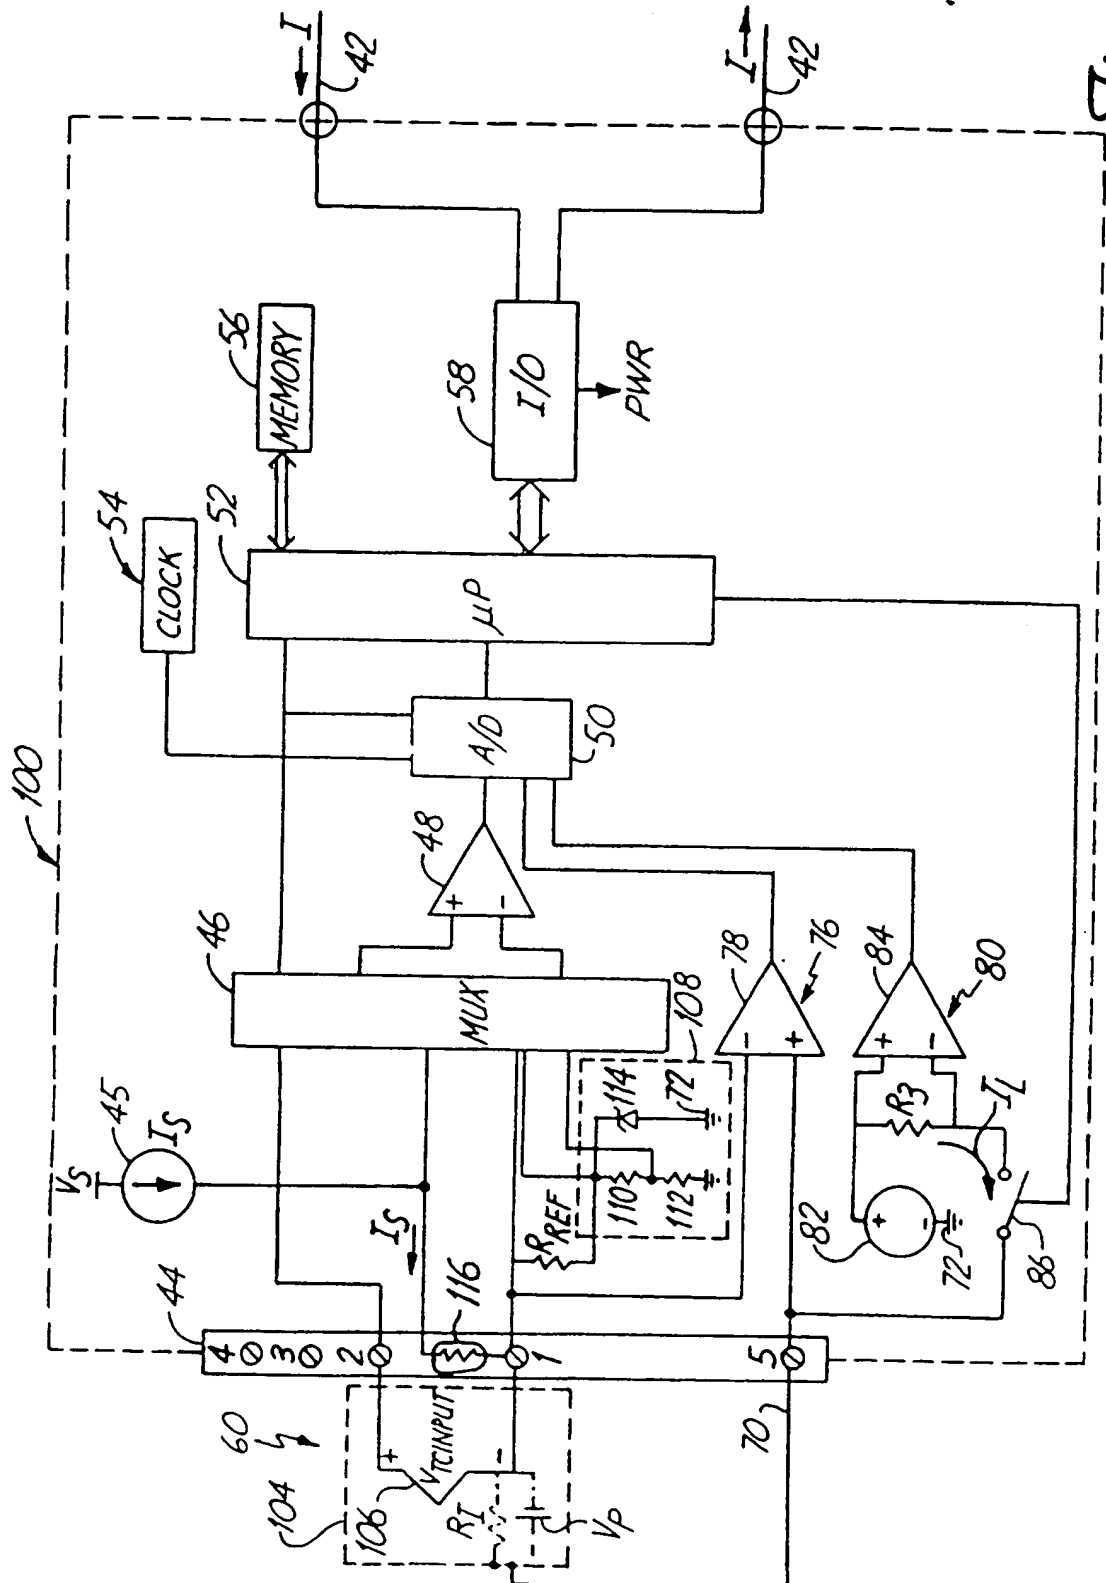 100
I
42
I
42
54
CLOCK
56
MEMORY
52
μP
58
I/O
PWR
A/D
50
48
+
-
46
MUX
108
V_S
45
I_S
I_S
44
4
3
2
1
5
116
R_REF
110
112
114
72
78
76
-
+
84
80
+
-
R_3
I_L
82
+
-
72
86
60
104
106
+
V_TCINPUT
-
R_I
V_P
70